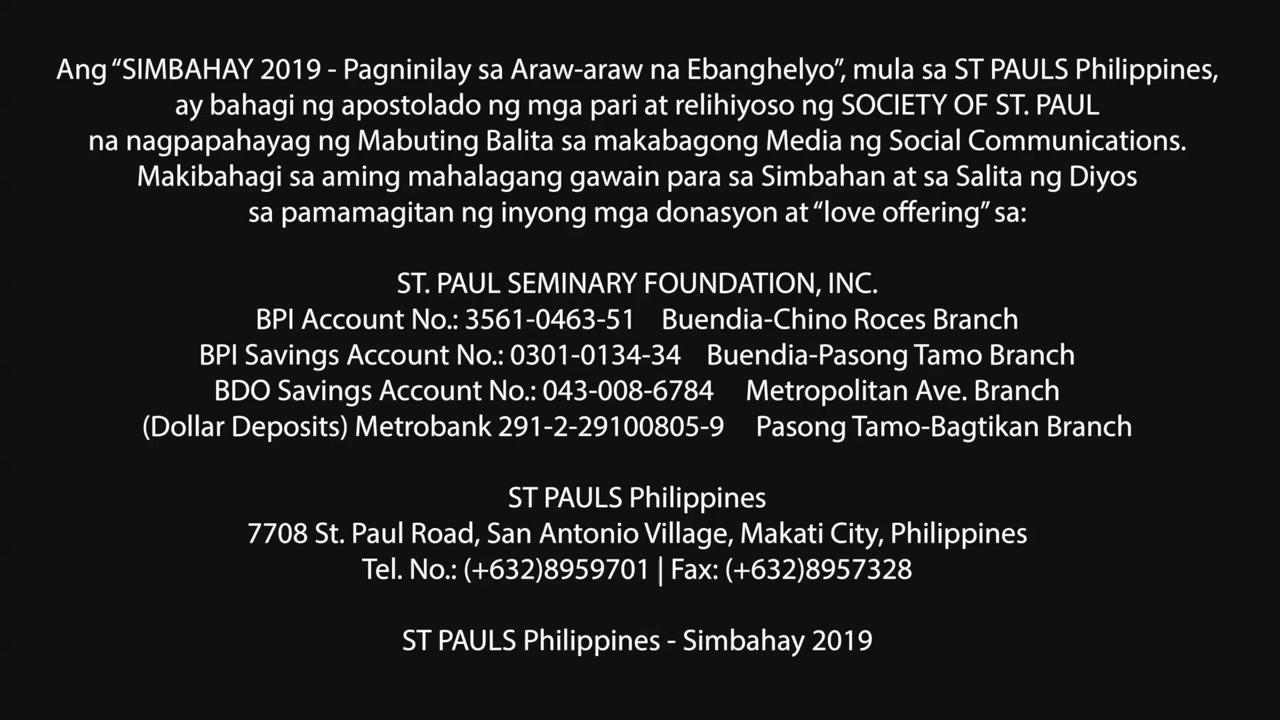 Ang “SIMBAHAY 2019 - Pagninilay sa Araw-araw na Ebanghelyo”, mula sa ST PAULS Philippines,
ay bahagi ng apostolado ng mga pari at relihiyoso ng SOCIETY OF ST. PAUL
na nagpapahayag ng Mabuting Balita sa makabagong Media ng Social Communications.
Makibahagi sa aming mahalagang gawain para sa Simbahan at sa Salita ng Diyos
sa pamamagitan ng inyong mga donasyon at “love offering” sa:
ST. PAUL SEMINARY FOUNDATION, INC.
BPI Account No.: 3561-0463-51 Buendia-Chino Roces Branch
BPI Savings Account No.: 0301-0134-34 Buendia-Pasong Tamo Branch
BDO Savings Account No.: 043-008-6784 Metropolitan Ave. Branch
(Dollar Deposits) Metrobank 291-2-29100805-9 Pasong Tamo-Bagtikan Branch
ST PAULS Philippines
7708 St. Paul Road, San Antonio Village, Makati City, Philippines
Tel. No.: (+632)8959701 | Fax: (+632)8957328
ST PAULS Philippines - Simbahay 2019